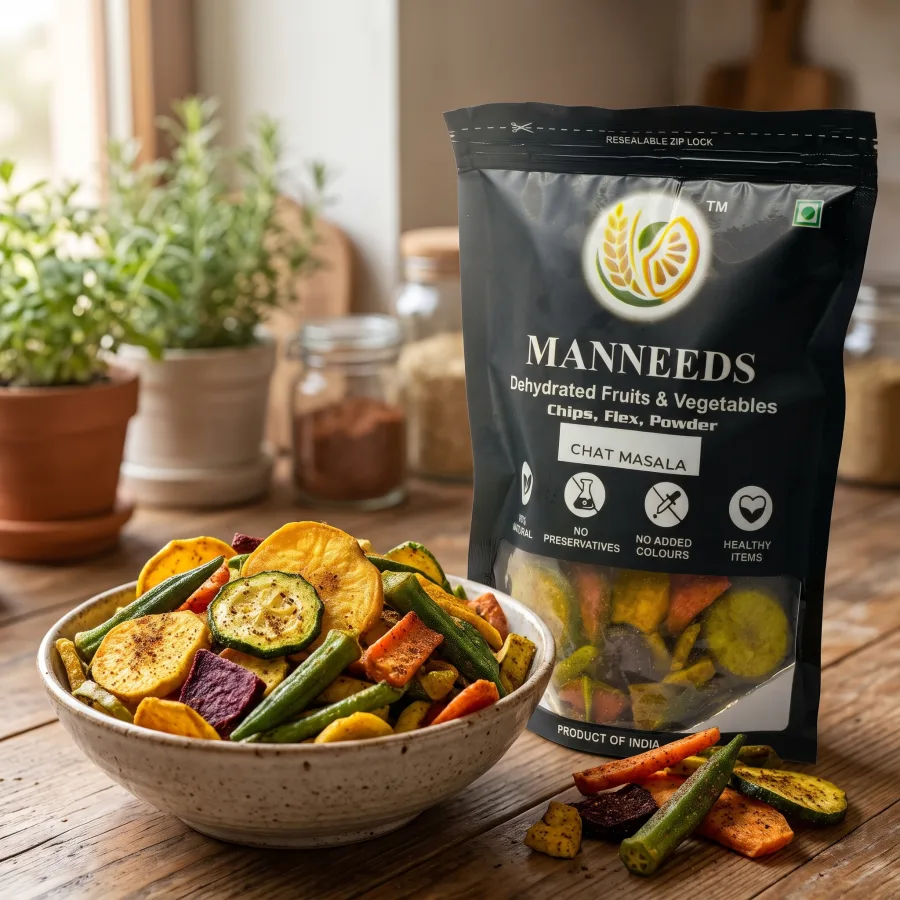 RESEALABLE ZIP LOCK
TM
MANNEEDS
Dehydrated Fruits & Vegetables
Chips, Flex, Powder
CHAT MASALA
NATURAL
NO
PRESERVATIVES
NO ADDED
COLOURS
HEALTHY
ITEMS
PRODUCT OF INDIA